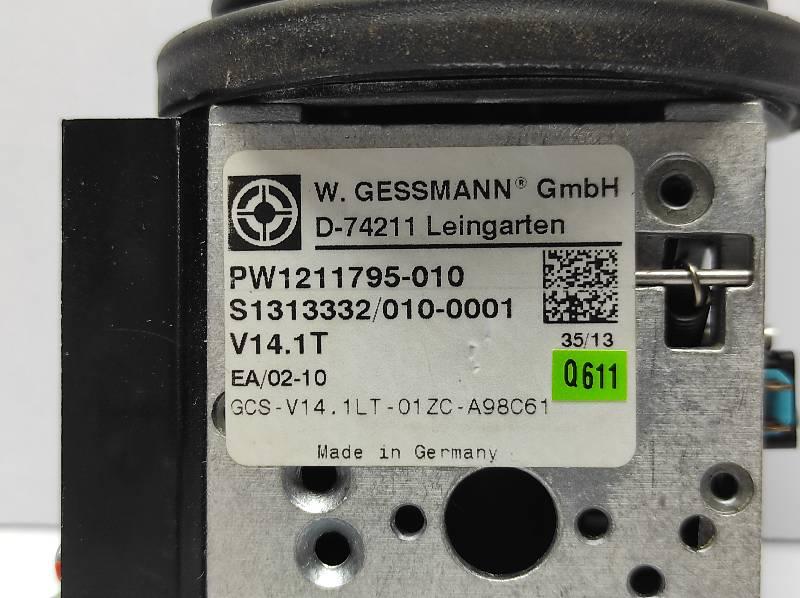 W. GESSMANN® GmbH
D-74211 Leingarten
PW1211795-010
S1313332/010-0001
V14.1T
35/13
EA/02-10
Q611
GCS-V14.1LT-01ZC-A98C61
Made in Germany